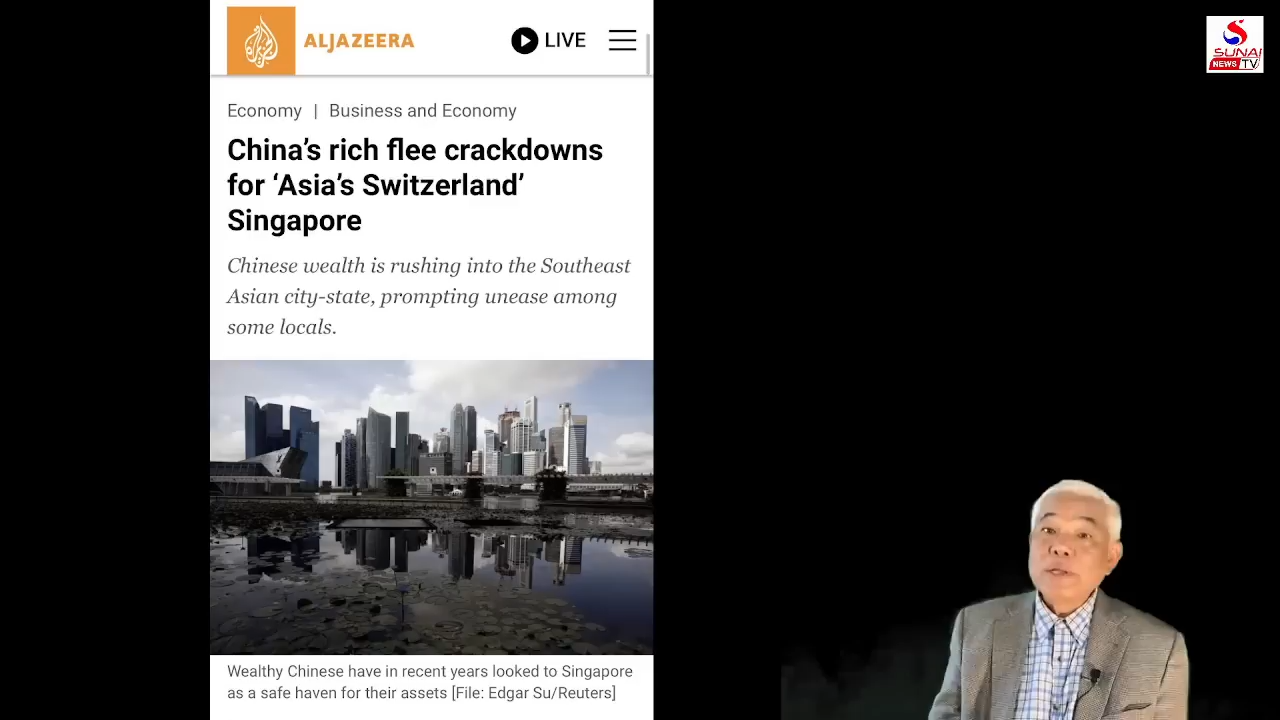 ALJAZEERA
LIVE
SUNAI
NEWS TV
Economy | Business and Economy
China's rich flee crackdowns
for ‘Asia's Switzerland’
Singapore
Chinese wealth is rushing into the Southeast
Asian city-state, prompting unease among
some locals.
Wealthy Chinese have in recent years looked to Singapore
as a safe haven for their assets [File: Edgar Su/Reuters]